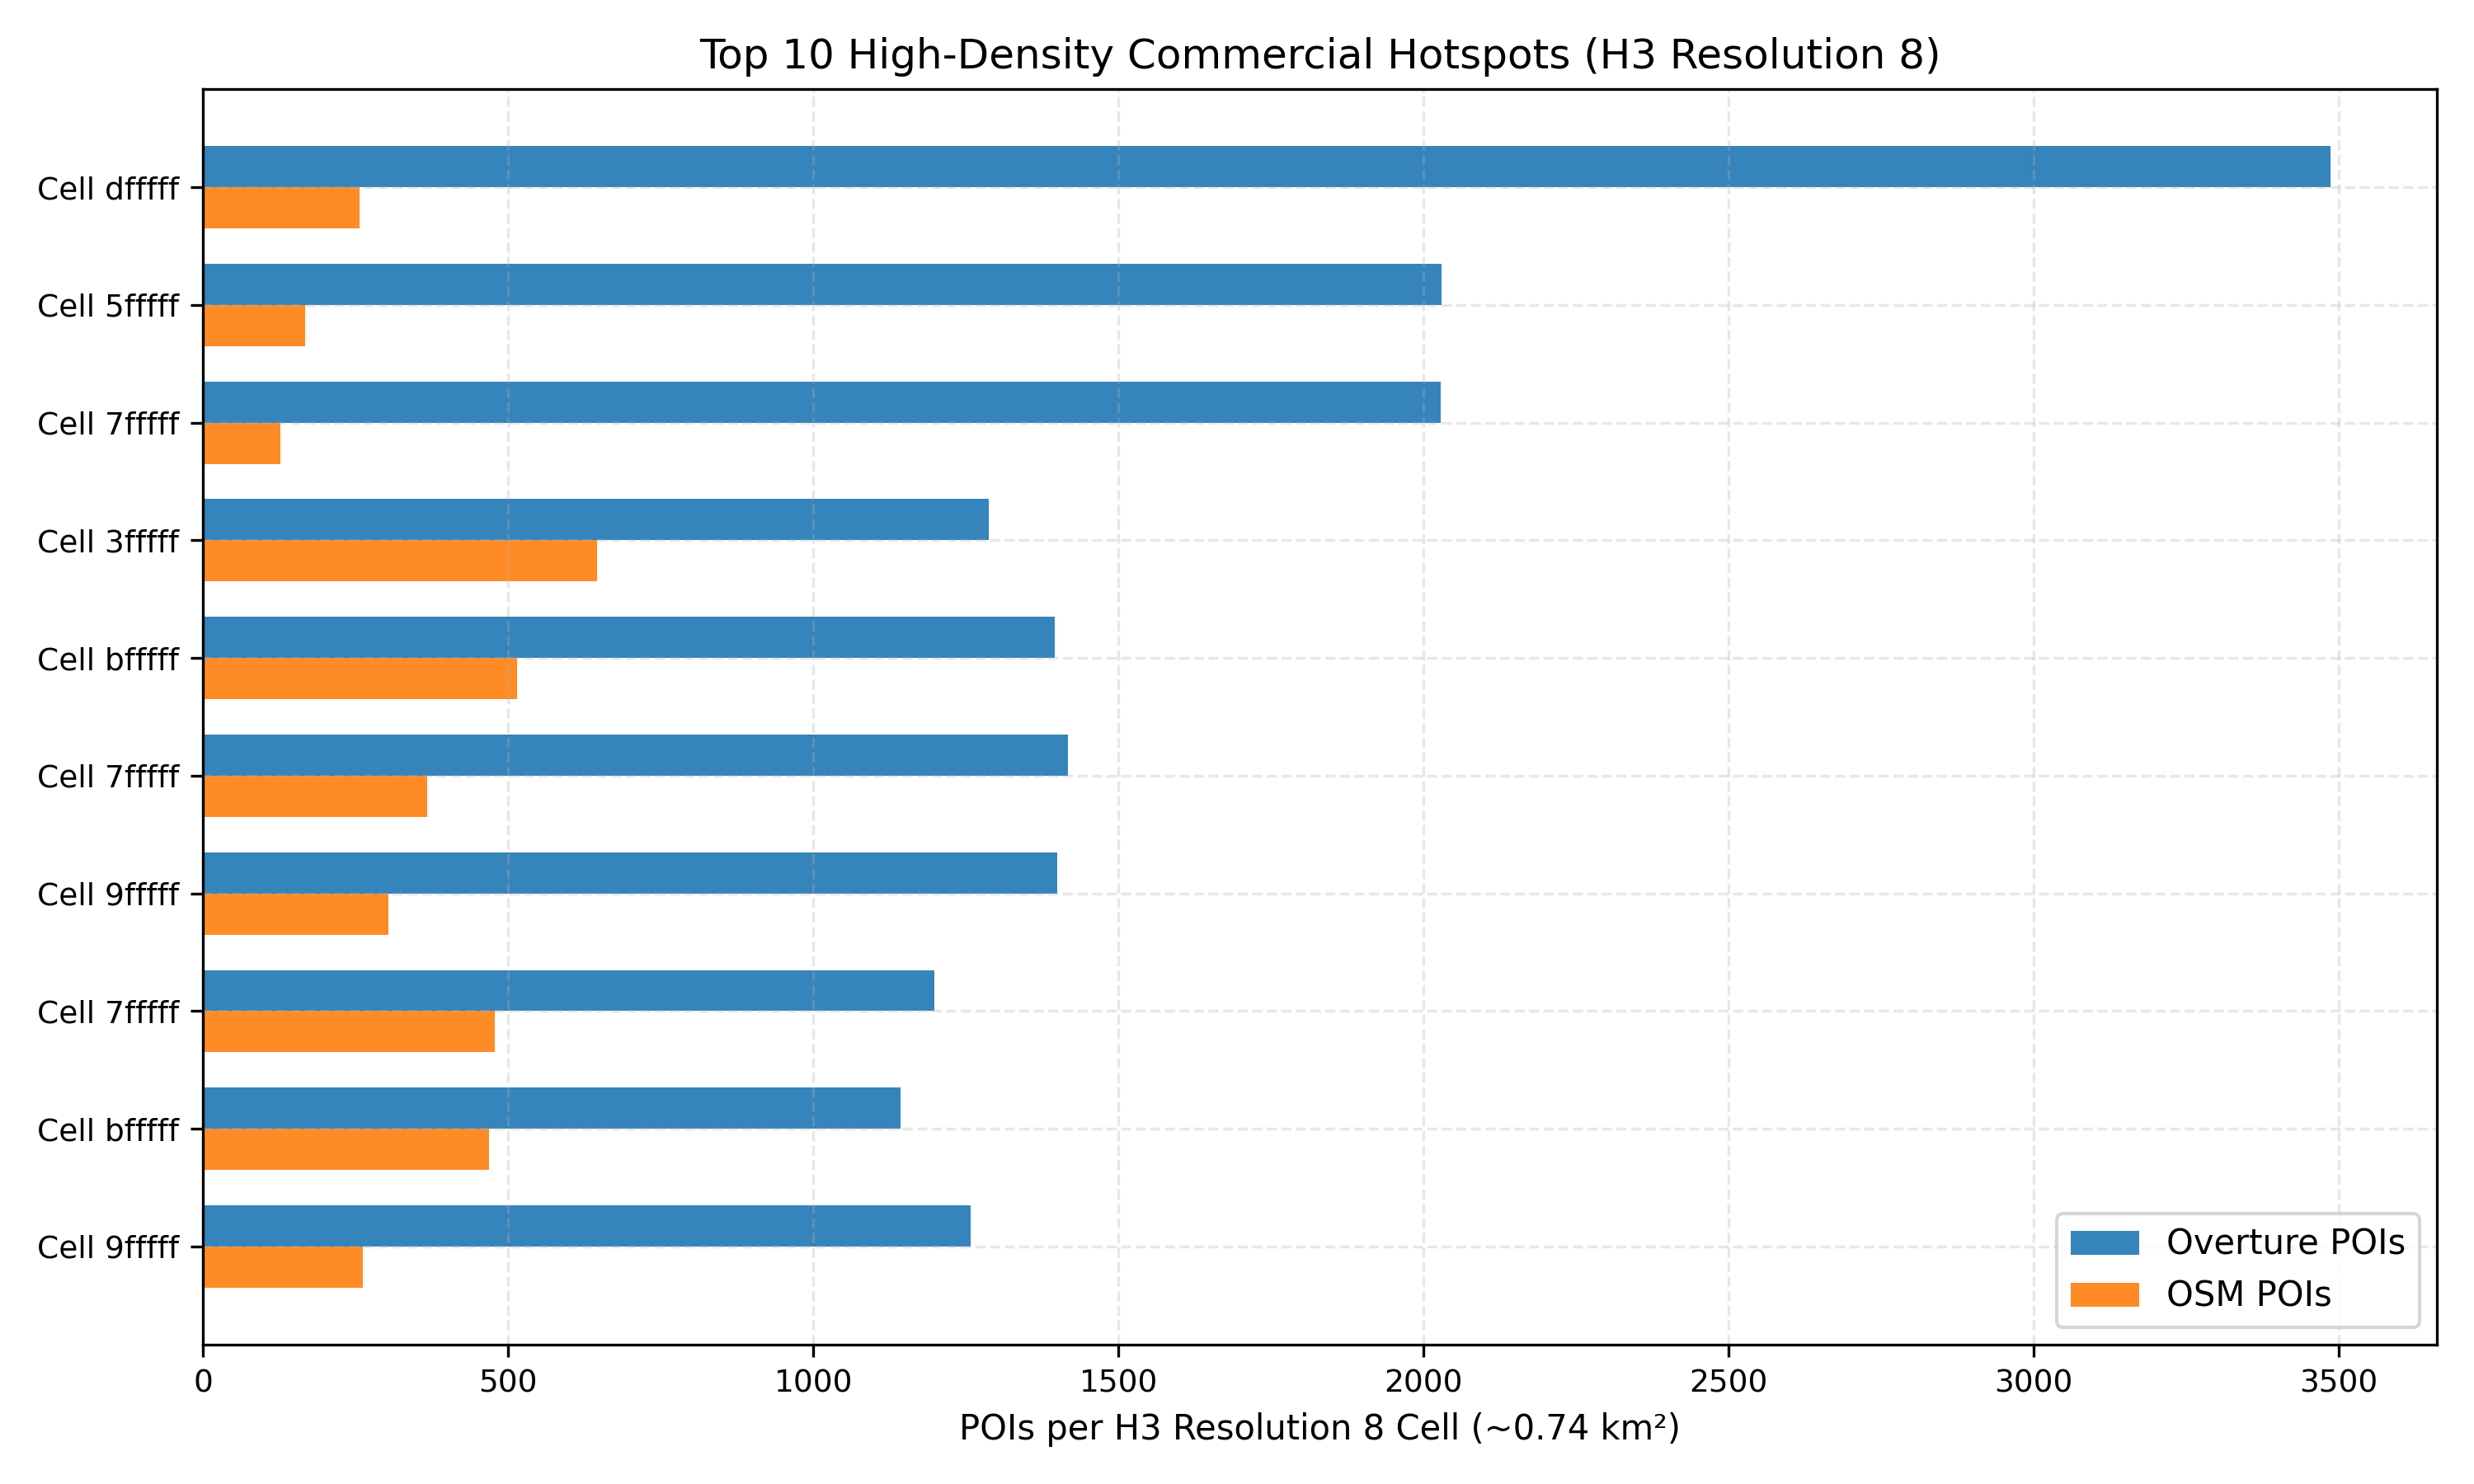 Top 10 High-Density Commercial Hotspots (H3 Resolution 8)
Cell dfffff
Cell 5fffff
Cell 7fffff
Cell 3fffff
Cell bfffff
Cell 7fffff
Cell 9fffff
Cell 7fffff
Cell bfffff
Cell 9fffff
Overture POIs
OSM POIs
0 500 1000 1500 2000 2500 3000 3500
POIs per H3 Resolution 8 Cell (~0.74 km²)